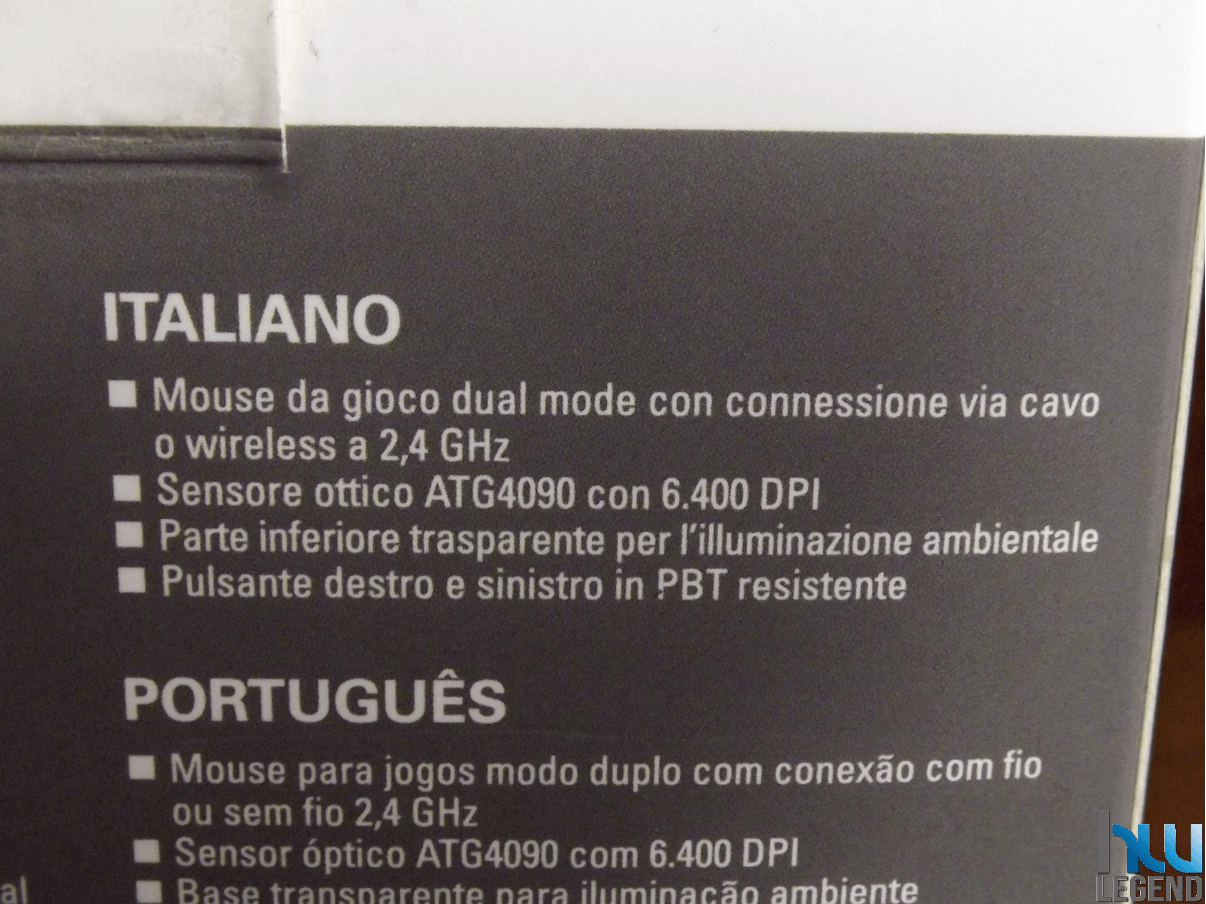 ITALIANO
■ Mouse da gioco dual mode con connessione via cavo
o wireless a 2,4 GHz
■ Sensore ottico ATG4090 con 6.400 DPI
■ Parte inferiore trasparente per l'illuminazione ambientale
■ Pulsante destro e sinistro in PBT resistente
PORTUGUÊS
■ Mouse para jogos modo duplo com conexão com fio
ou sem fio 2,4 GHz
■ Sensor óptico ATG4090 com 6.400 DPI
■ Base transparente para iluminação ambiente
al
HW
LEGEND